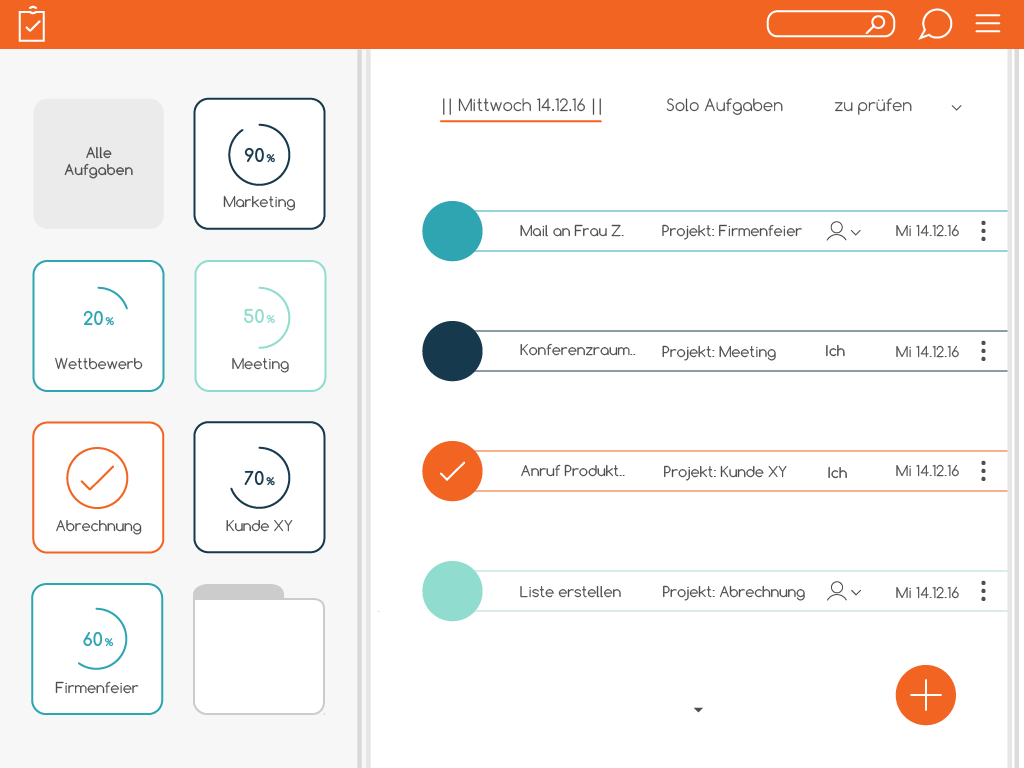 Alle
Aufgaben
90%
Marketing
20%
Wettbewerb
50%
Meeting
Abrechnung
70%
Kunde XY
60%
Firmenfeier
|| Mittwoch 14.12.16 || Solo Aufgaben zu prüfen
Mail an Frau Z. Projekt: Firmenfeier Mi 14.12.16
Konferenzraum.. Projekt: Meeting Ich Mi 14.12.16
Anruf Produkt.. Projekt: Kunde XY Ich Mi 14.12.16
Liste erstellen Projekt: Abrechnung Mi 14.12.16